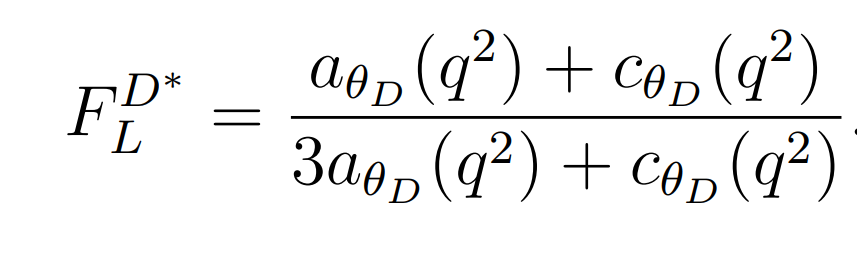 F_L^{D^*} = \frac{a_{\theta_D}(q^2) + c_{\theta_D}(q^2)}{3a_{\theta_D}(q^2) + c_{\theta_D}(q^2)}.